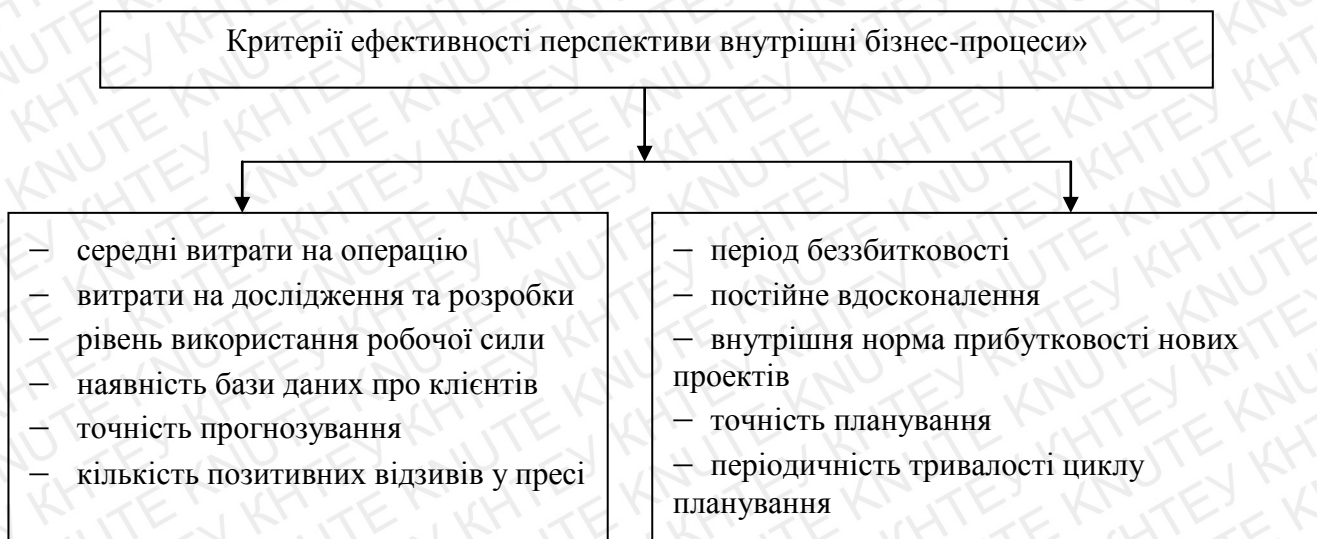 Критерії ефективності перспективи внутрішні бізнес-процеси»
– середні витрати на операцію
– витрати на дослідження та розробки
– рівень використання робочої сили
– наявність бази даних про клієнтів
– точність прогнозування
– кількість позитивних відзивів у пресі
– період беззбитковості
– постійне вдосконалення
– внутрішня норма прибутковості нових
проектів
– точність планування
– періодичність тривалості циклу
планування